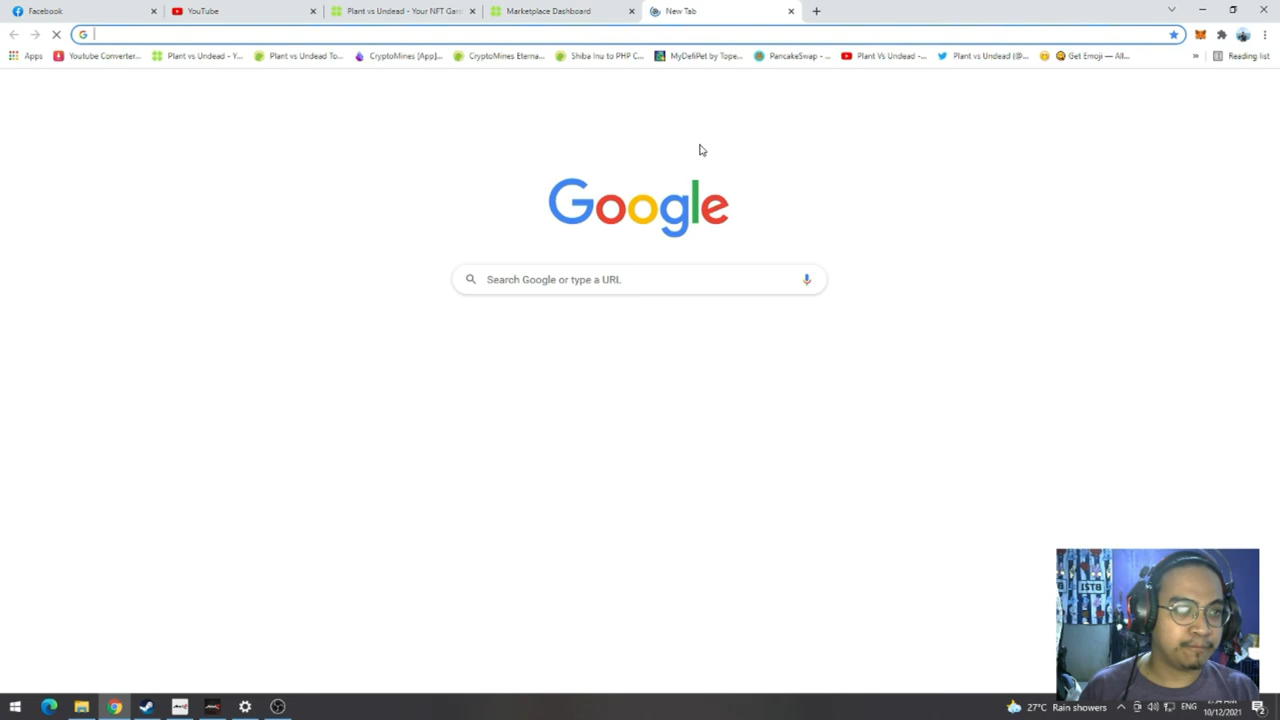 Facebook
YouTube
Plant vs Undead - Your NFT Gar
Marketplace Dashboard
New Tab
Apps
Youtube Converter...
Plant vs Undead - Y...
Plant vs Undead To...
CryptoMines [App]...
CryptoMines Eterna...
Shiba Inu to PHP C...
MyDefiPet by Tope...
PancakeSwap - ...
Plant Vs Undead -...
Plant vs Undead (@...
Get Emoji — All...
»
Reading list
Google
Search Google or type a URL
BTS1
27°C Rain showers
ENG
10/12/2021
2